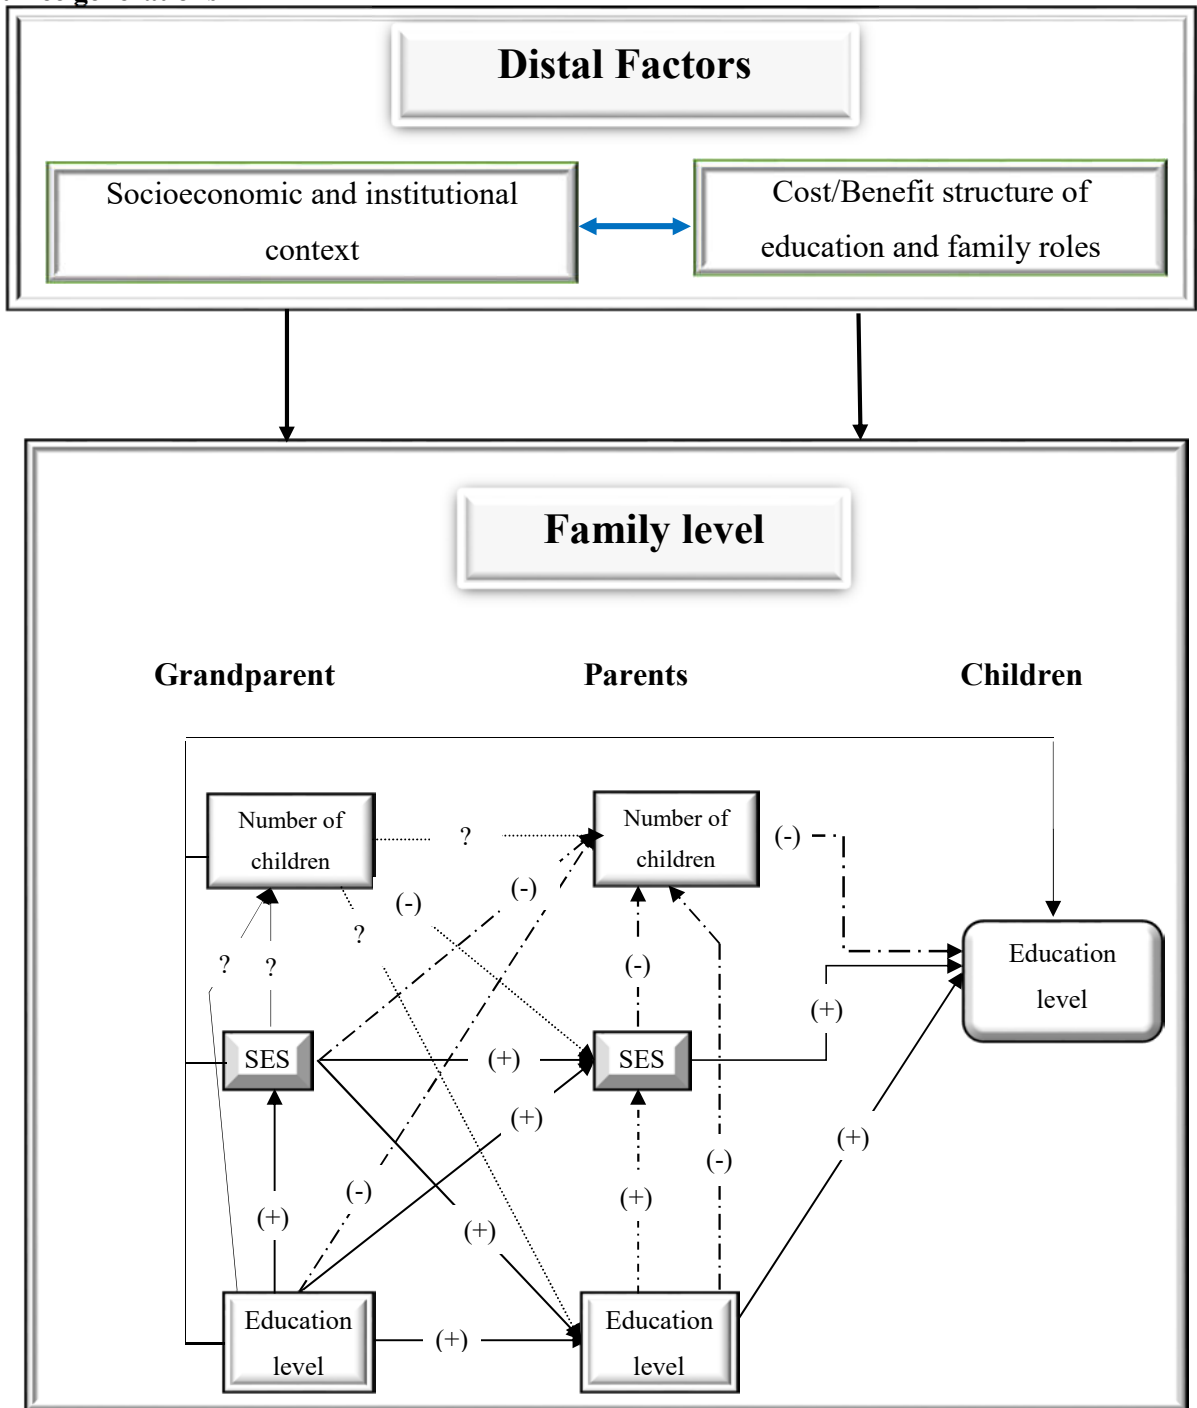 Distal Factors
Socioeconomic and institutional
context
Cost/Benefit structure of
education and family roles
Family level
Grandparent
Parents
Children
Number of
children
?
Number of
children
(-)
(-)
(-)
?
?
?
(-)
Education
level
SES
(+)
SES
(+)
(+)
(+)
(-)
(-)
(+)
(+)
(+)
Education
level
(+)
Education
level